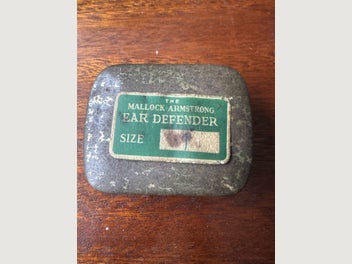 THE
MALLOCK-ARMSTRONG
EAR DEFENDER
SIZE